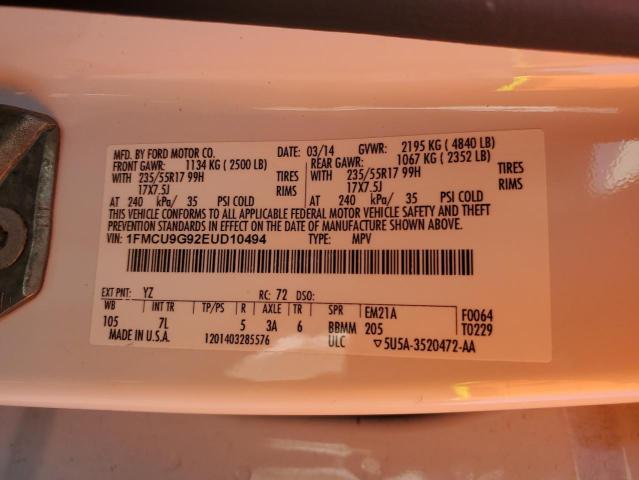 MFD. BY FORD MOTOR CO. DATE: 03/14 GVWR: 2195 KG ( 4840 LB)
FRONT GAWR: 1134 KG ( 2500 LB) REAR GAWR: 1067 KG ( 2352 LB)
WITH 235/55R17 99H TIRES WITH 235/55R17 99H TIRES
17X7.5J RIMS 17X7.5J RIMS
AT 240 kPa/ 35 PSI COLD AT 240 kPa/ 35 PSI COLD
THIS VEHICLE CONFORMS TO ALL APPLICABLE FEDERAL MOTOR VEHICLE SAFETY AND THEFT
PREVENTION STANDARDS IN EFFECT ON THE DATE OF MANUFACTURE SHOWN ABOVE.
VIN: 1FMCU9G92EUD10494 TYPE: MPV
EXT PNT: YZ RC: 72 DSO:
WB INT TR TP/PS R AXLE TR SPR EM21A F0064
105 7L 5 3A 6 BBMM 205 T0229
MADE IN U.S.A. 1201403285576 ULC ▽5U5A-3520472-AA